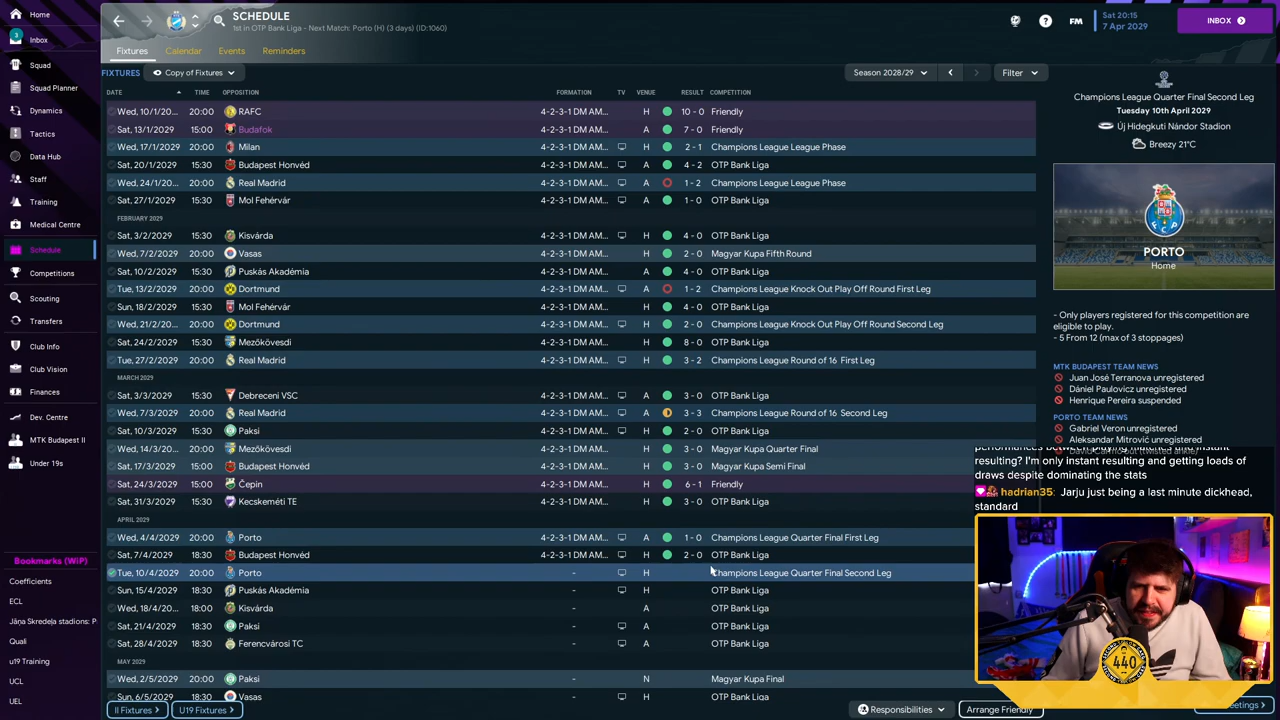 Home
Inbox
3
Squad
Squad Planner
Dynamics
Tactics
Data Hub
Staff
Training
Medical Centre
Schedule
Competitions
Scouting
Transfers
Club Info
Club Vision
Finances
Dev. Centre
MTK Budapest II
Under 19s
Bookmarks (WiP)
Coefficients
ECL
Jāņa Skredeļa stadions: P
Quali
u19 Training
UCL
UEL
SCHEDULE
1st in OTP Bank Liga - Next Match: Porto (H) (3 days) (ID:1060)
FM
Sat 20:15
7 Apr 2029
INBOX
Fixtures Calendar Events Reminders
FIXTURES Copy of Fixtures Season 2028/29 Filter
DATE TIME OPPOSITION FORMATION TV VENUE RESULT COMPETITION
Wed, 10/1/20... 20:00 RAFC 4-2-3-1 DM AM... H 10 - 0 Friendly
Sat, 13/1/2029 15:00 Budafok 4-2-3-1 DM AM... A 7 - 0 Friendly
Wed, 17/1/2029 20:00 Milan 4-2-3-1 DM AM... H 2 - 1 Champions League League Phase
Sat, 20/1/2029 15:30 Budapest Honvéd 4-2-3-1 DM AM... H 4 - 2 OTP Bank Liga
Wed, 24/1/20... 20:00 Real Madrid 4-2-3-1 DM AM... A 1 - 2 Champions League League Phase
Sat, 27/1/2029 15:30 Mol Fehérvár 4-2-3-1 DM AM... A 1 - 0 OTP Bank Liga
FEBRUARY 2029
Sat, 3/2/2029 15:30 Kisvárda 4-2-3-1 DM AM... H 4 - 0 OTP Bank Liga
Wed, 7/2/2029 20:00 Vasas 4-2-3-1 DM AM... H 2 - 0 Magyar Kupa Fifth Round
Sat, 10/2/2029 15:30 Puskás Akadémia 4-2-3-1 DM AM... A 4 - 0 OTP Bank Liga
Tue, 13/2/2029 20:00 Dortmund 4-2-3-1 DM AM... A 1 - 2 Champions League Knock Out Play Off Round First Leg
Sun, 18/2/2029 15:30 Mol Fehérvár 4-2-3-1 DM AM... H 4 - 0 OTP Bank Liga
Wed, 21/2/2029 20:00 Dortmund 4-2-3-1 DM AM... H 2 - 0 Champions League Knock Out Play Off Round Second Leg
Sat, 24/2/2029 15:30 Mezőkövesdi 4-2-3-1 DM AM... H 8 - 0 OTP Bank Liga
Tue, 27/2/2029 20:00 Real Madrid 4-2-3-1 DM AM... H 3 - 2 Champions League Round of 16 First Leg
MARCH 2029
Sat, 3/3/2029 15:30 Debreceni VSC 4-2-3-1 DM AM... A 3 - 0 OTP Bank Liga
Wed, 7/3/2029 20:00 Real Madrid 4-2-3-1 DM AM... A 3 - 3 Champions League Round of 16 Second Leg
Sat, 10/3/2029 15:30 Paksi 4-2-3-1 DM AM... H 2 - 0 OTP Bank Liga
Wed, 14/3/20... 20:00 Mezőkövesdi 4-2-3-1 DM AM... H 3 - 0 Magyar Kupa Quarter Final
Sat, 17/3/2029 15:00 Budapest Honvéd 4-2-3-1 DM AM... H 3 - 0 Magyar Kupa Semi Final
Sat, 24/3/2029 15:00 Čepin 4-2-3-1 DM AM... H 6 - 1 Friendly
Sat, 31/3/2029 15:30 Kecskeméti TE 4-2-3-1 DM AM... H 3 - 0 OTP Bank Liga
APRIL 2029
Wed, 4/4/2029 20:00 Porto 4-2-3-1 DM AM... A 1 - 0 Champions League Quarter Final First Leg
Sat, 7/4/2029 18:30 Budapest Honvéd 4-2-3-1 DM AM... A 2 - 0 OTP Bank Liga
Tue, 10/4/2029 20:00 Porto - H Champions League Quarter Final Second Leg
Sun, 15/4/2029 18:30 Puskás Akadémia - H OTP Bank Liga
Wed, 18/4/20... 18:00 Kisvárda - A OTP Bank Liga
Sat, 21/4/2029 18:30 Paksi - A OTP Bank Liga
Sat, 28/4/2029 18:30 Ferencvárosi TC - A OTP Bank Liga
MAY 2029
Wed, 2/5/2029 20:00 Paksi - N Magyar Kupa Final
Sun, 6/5/2029 18:30 Vasas - H OTP Bank Liga
II Fixtures U19 Fixtures Responsibilities Arrange Friendly
Champions League Quarter Final Second Leg
Tuesday 10th April 2029
Új Hidegkuti Nándor Stadion
Breezy 21°C
PORTO
Home
- Only players registered for this competition are
eligible to play.
- 5 From 12 (max of 3 stoppages)
MTK BUDAPEST TEAM NEWS
Juan José Terranova unregistered
Dániel Paulovicz unregistered
Henrique Pereira suspended
PORTO TEAM NEWS
Gabriel Veron unregistered
Aleksandar Mitrović unregistered
resulting? I'm only instant resulting and getting loads of
draws despite dominating the stats
hadrian35: Jarju just being a last minute dickhead,
standard
440